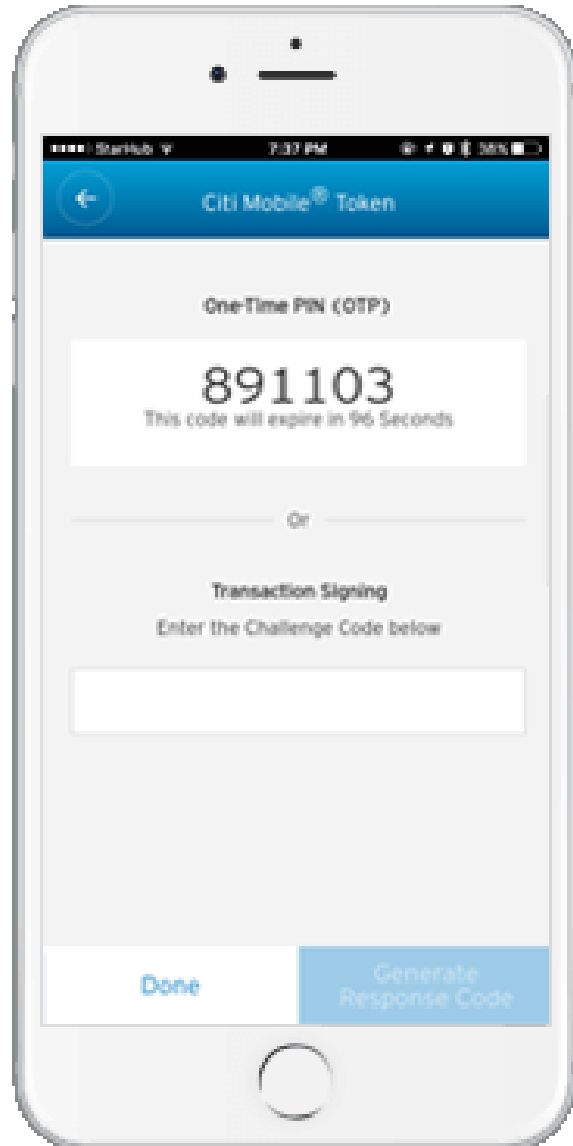 StarHub 7:37 PM 38%
Citi Mobile® Token
One-Time PIN (OTP)
891103
This code will expire in 96 Seconds
Or
Transaction Signing
Enter the Challenge Code below
Done
Generate
Response Code